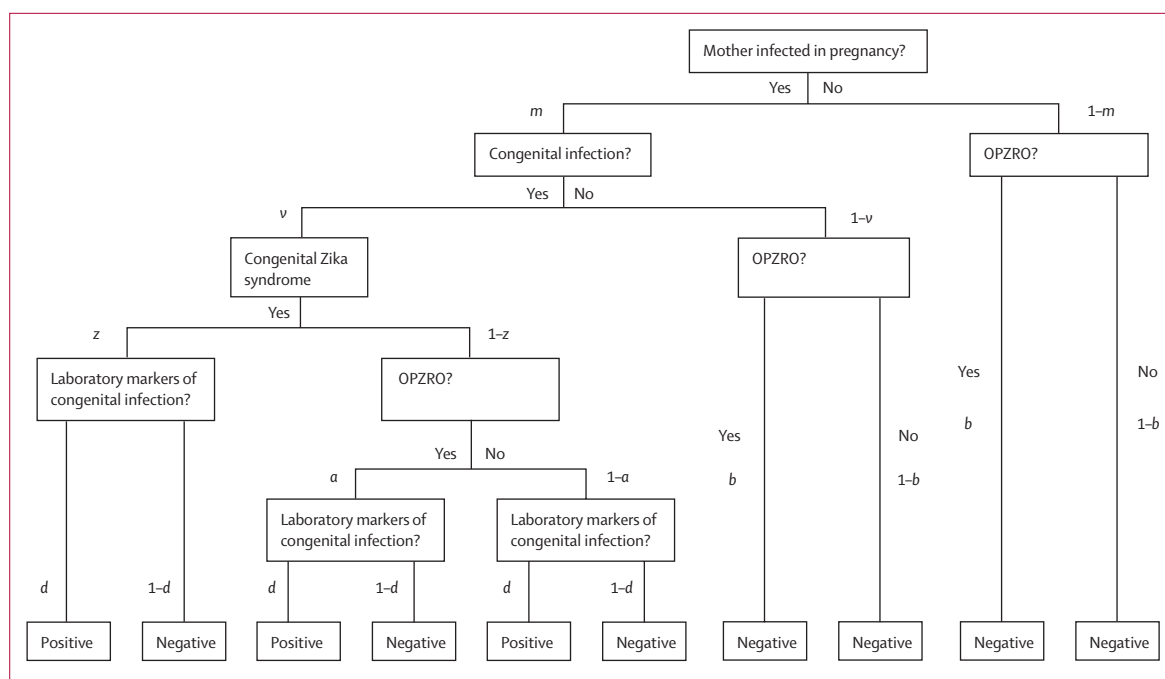 Mother infected in pregnancy?
Yes No
m 1–m
Congenital infection? OPZRO?
Yes No
v 1–v
Congenital Zika
syndrome
OPZRO?
Yes
z 1–z
Laboratory markers of
congenital infection?
OPZRO?
Yes No
b 1–b
Yes No
b 1–b
Yes No
a 1–a
Laboratory markers of
congenital infection?
Laboratory markers of
congenital infection?
d 1–d d 1–d d 1–d
Positive Negative Positive Negative Positive Negative Negative Negative Negative Negative